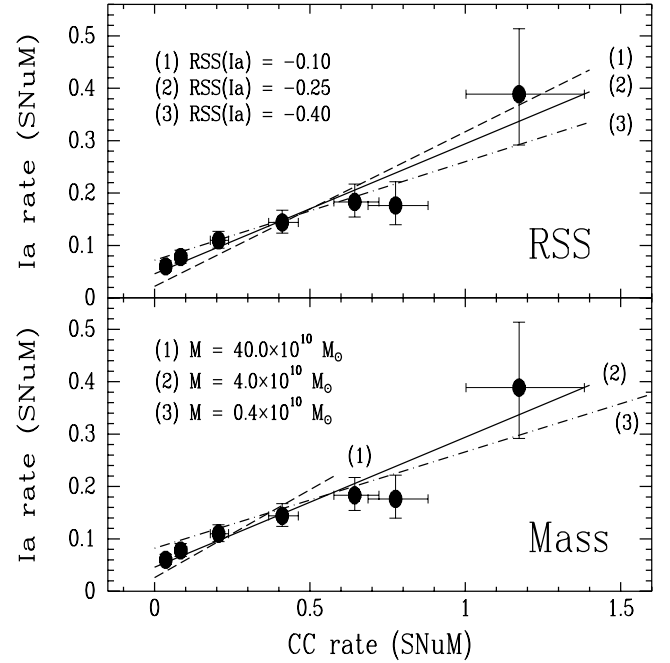 0.5
0.4
0.3
0.2
0.1
0
Ia rate (SNuM)
(1) RSS(Ia) = −0.10
(2) RSS(Ia) = −0.25
(3) RSS(Ia) = −0.40
(1)
(2)
(3)
RSS
0.5
0.4
0.3
0.2
0.1
0
Ia rate (SNuM)
(1) M = 40.0×10¹⁰ M☉
(2) M = 4.0×10¹⁰ M☉
(3) M = 0.4×10¹⁰ M☉
(1)
(2)
(3)
Mass
0 0.5 1 1.5
CC rate (SNuM)